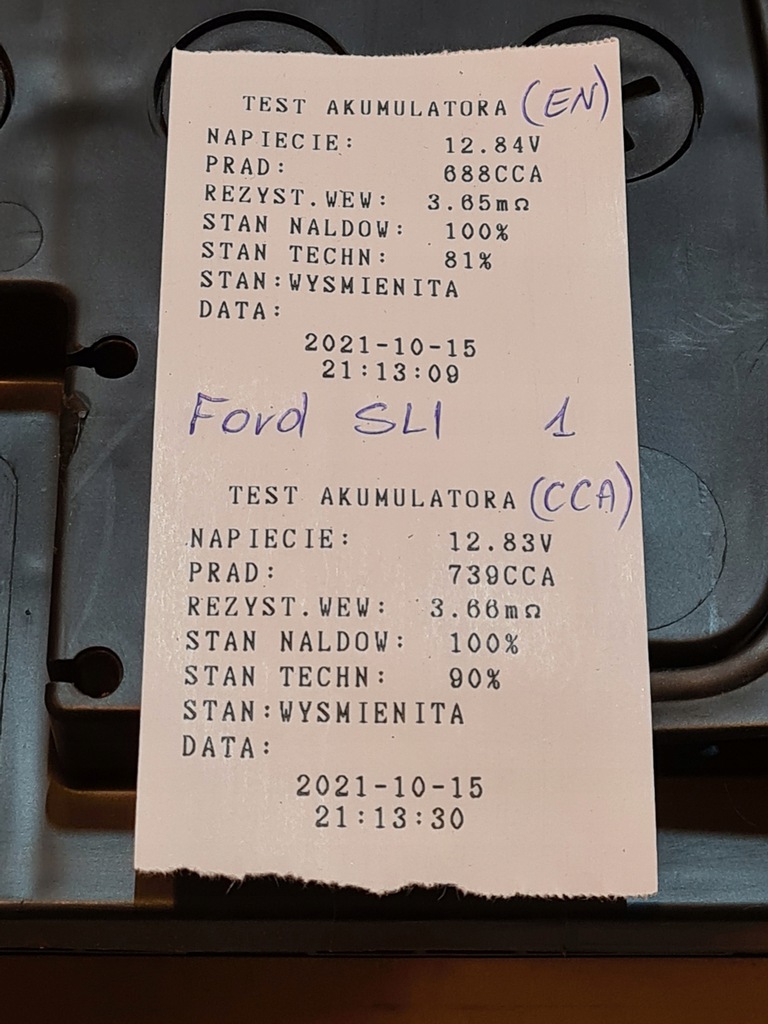 TEST AKUMULATORA (EN)
NAPIECIE: 12.84V
PRAD: 688CCA
REZYST.WEW: 3.65mΩ
STAN NALDOW: 100%
STAN TECHN: 81%
STAN:WYSMIENITA
DATA:
2021-10-15
21:13:09
Ford SLI 1
TEST AKUMULATORA (CCA)
NAPIECIE: 12.83V
PRAD: 739CCA
REZYST.WEW: 3.66mΩ
STAN NALDOW: 100%
STAN TECHN: 90%
STAN:WYSMIENITA
DATA:
2021-10-15
21:13:30